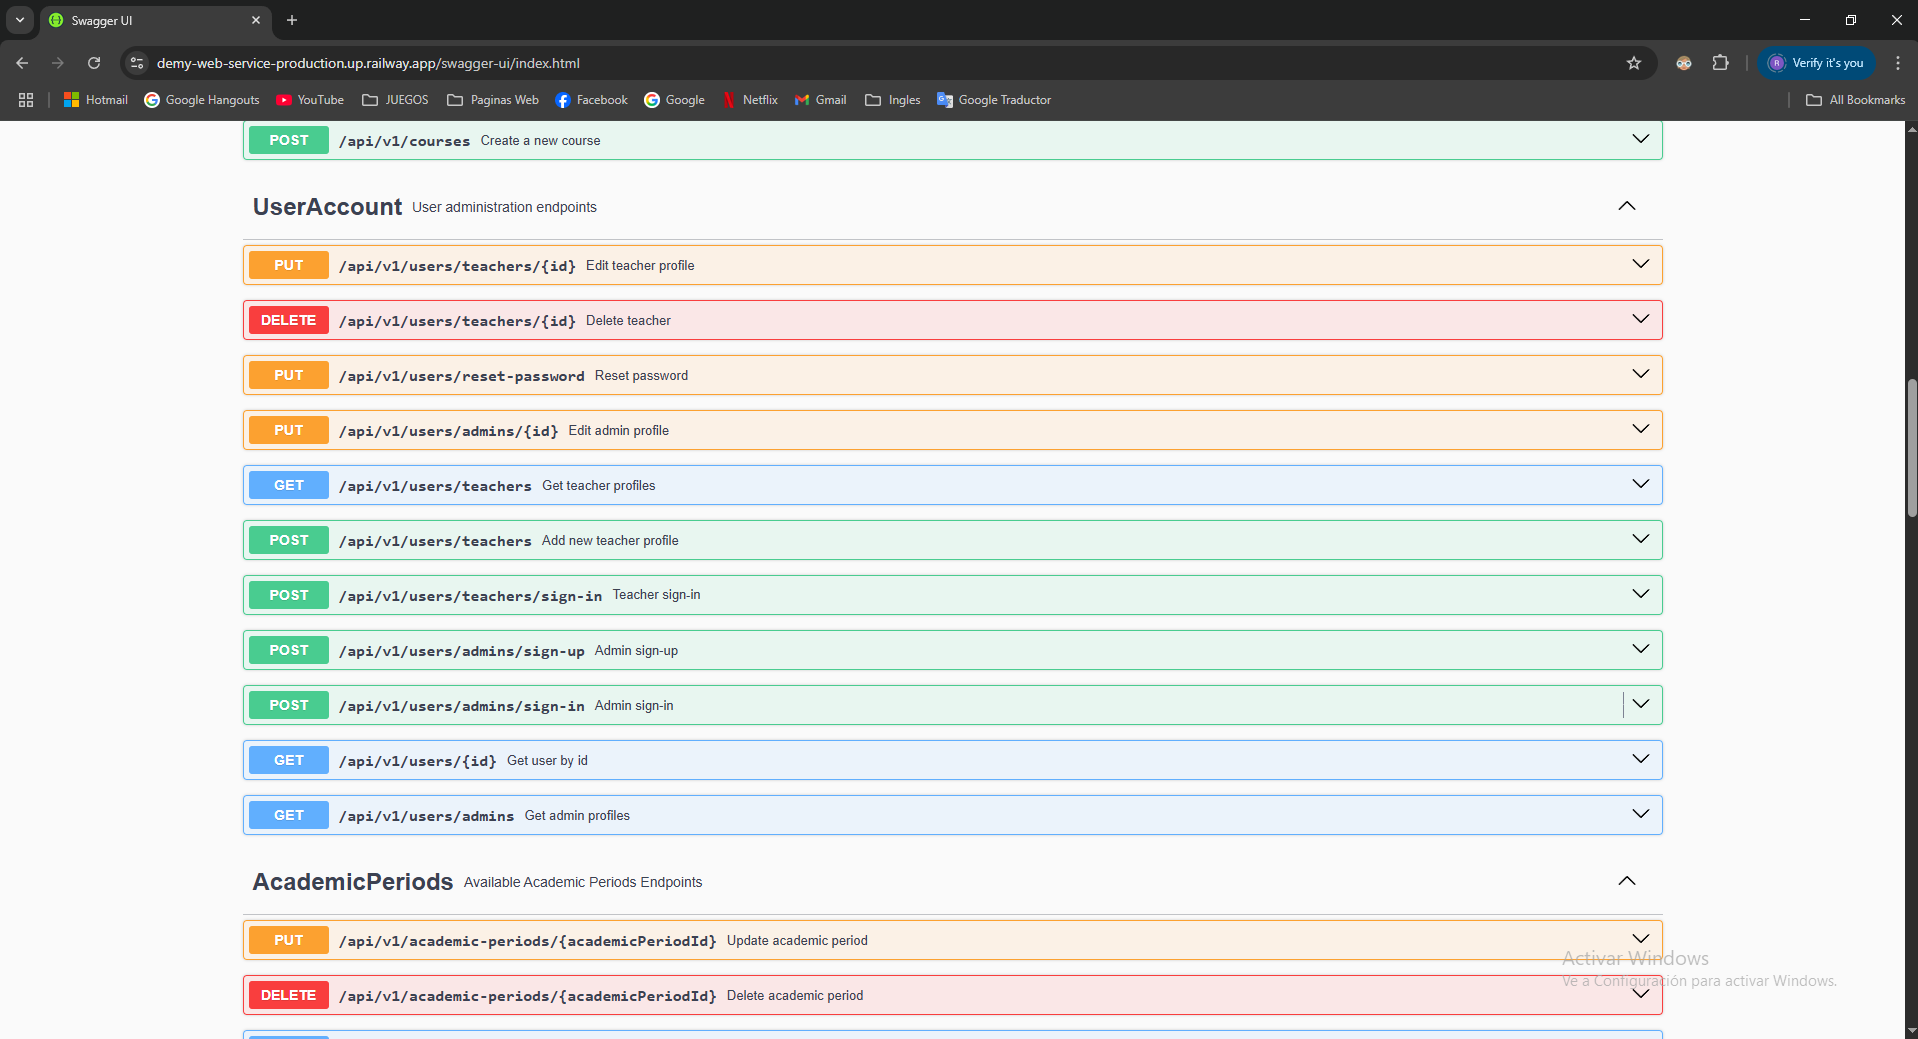 Swagger UI
demy-web-service-production.up.railway.app/swagger-ui/index.html
R Verify it's you
Hotmail Google Hangouts YouTube JUEGOS Paginas Web Facebook Google Netflix Gmail Ingles Google Traductor All Bookmarks
POST /api/v1/courses Create a new course
UserAccount User administration endpoints
PUT /api/v1/users/teachers/{id} Edit teacher profile
DELETE /api/v1/users/teachers/{id} Delete teacher
PUT /api/v1/users/reset-password Reset password
PUT /api/v1/users/admins/{id} Edit admin profile
GET /api/v1/users/teachers Get teacher profiles
POST /api/v1/users/teachers Add new teacher profile
POST /api/v1/users/teachers/sign-in Teacher sign-in
POST /api/v1/users/admins/sign-up Admin sign-up
POST /api/v1/users/admins/sign-in Admin sign-in
GET /api/v1/users/{id} Get user by id
GET /api/v1/users/admins Get admin profiles
AcademicPeriods Available Academic Periods Endpoints
PUT /api/v1/academic-periods/{academicPeriodId} Update academic period
Activar Windows
Ve a Configuración para activar Windows.
DELETE /api/v1/academic-periods/{academicPeriodId} Delete academic period